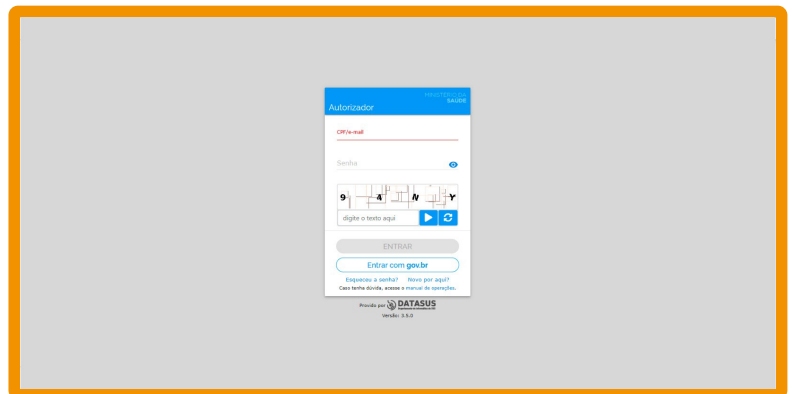 MINISTÉRIO DA
SAÚDE
Autorizador
CPF/e-mail
Senha
9 4 N Y
digite o texto aqui
ENTRAR
Entrar com gov.br
Esqueceu a senha? Novo por aqui?
Caso tenha dúvida, acesse o manual de operações.
Provido por DATASUS
Versão: 3.5.0